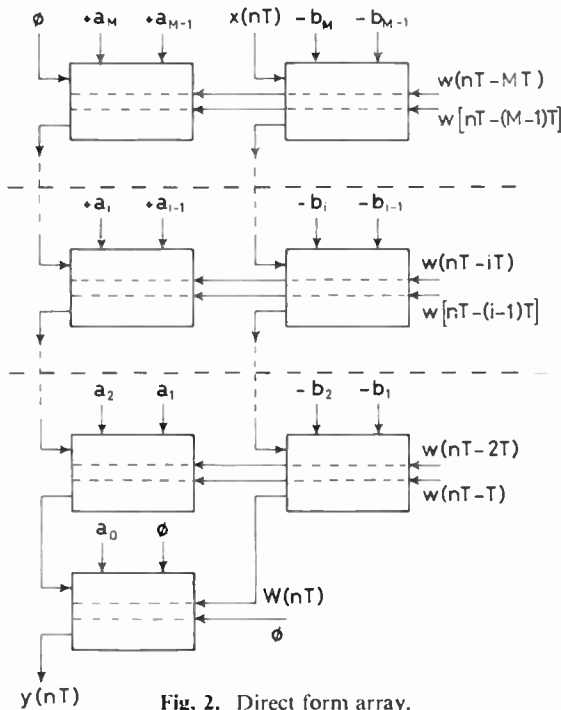 ø +a_M +a_{M-1} x(nT) -b_M -b_{M-1}
w(nT-MT)
w[nT-(M-1)T]
+a_i +a_{i-1} -b_i -b_{i-1}
w(nT-iT)
w[nT-(i-1)T]
a_2 a_1 -b_2 -b_1
w(nT-2T)
w(nT-T)
a_0 ø
W(nT)
ø
y(nT)
Fig. 2. Direct form array.